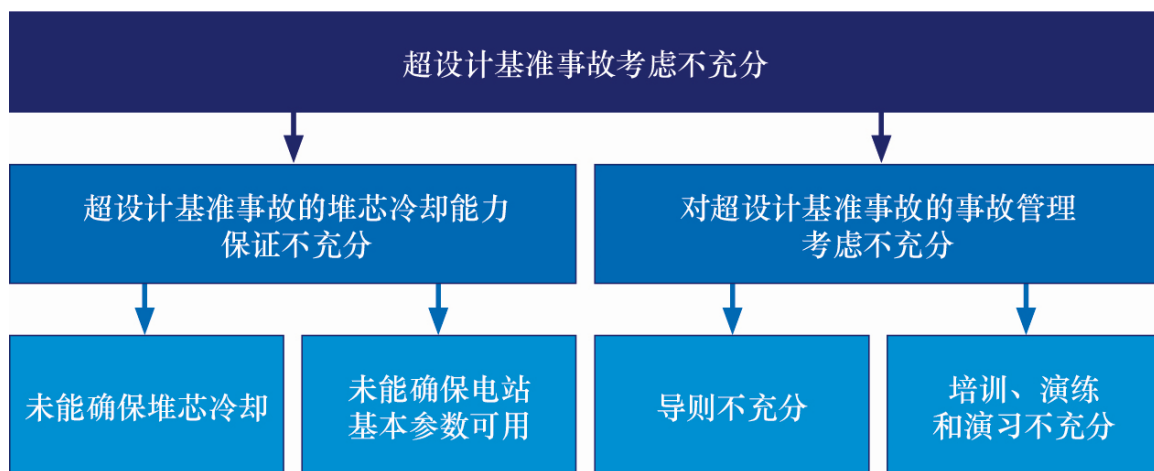 超设计基准事故考虑不充分
超设计基准事故的堆芯冷却能力
保证不充分
对超设计基准事故的事故管理
考虑不充分
未能确保堆芯冷却
未能确保电站
基本参数可用
导则不充分
培训、演练
和演习不充分